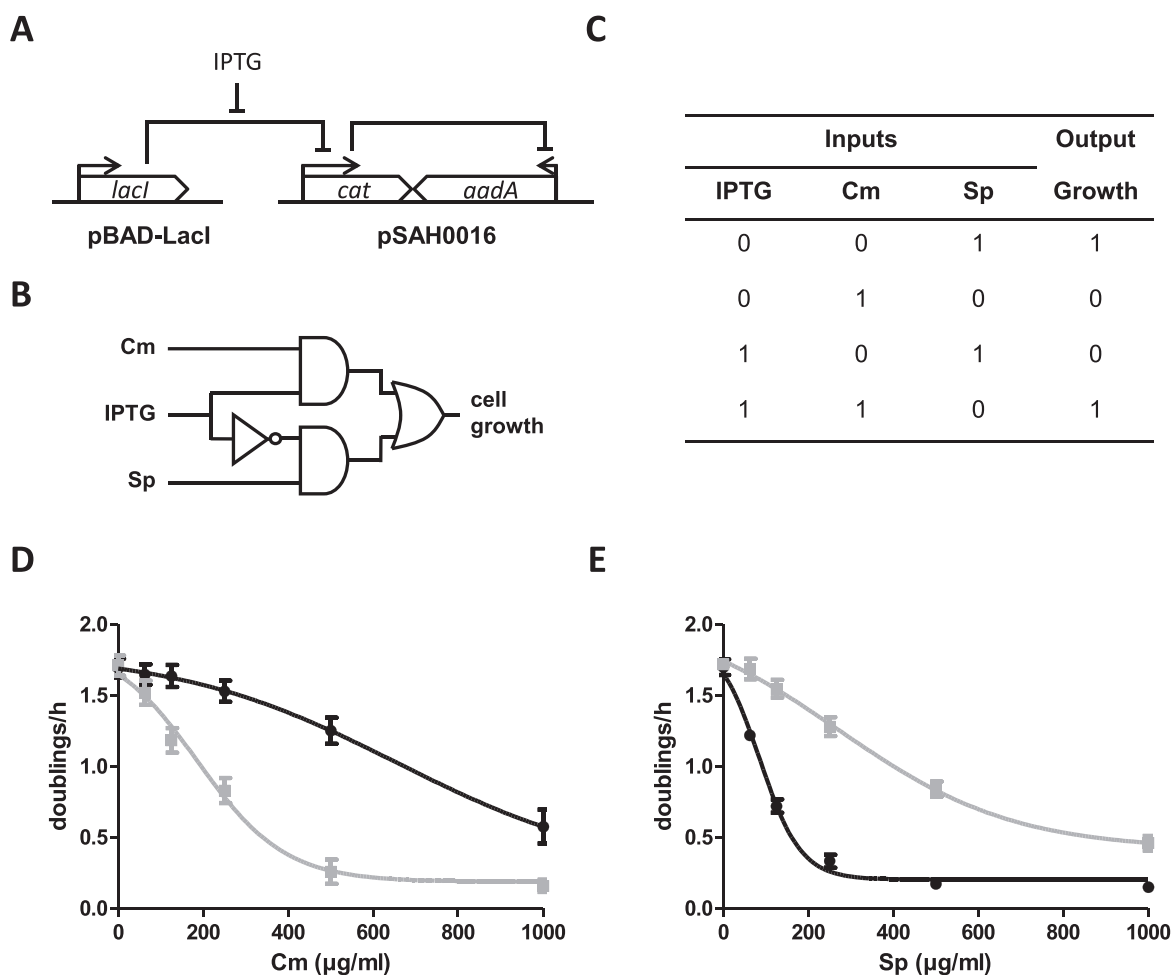 A
IPTG
lacI
cat
aadA
pBAD-LacI
pSAH0016
B
Cm
IPTG
Sp
cell
growth
C
Inputs Output
IPTG Cm Sp Growth
0 0 1 1
0 1 0 0
1 0 1 0
1 1 0 1
D
doublings/h
2.0
1.5
1.0
0.5
0.0
0 200 400 600 800 1000
Cm (µg/ml)
E
doublings/h
2.0
1.5
1.0
0.5
0.0
0 200 400 600 800 1000
Sp (µg/ml)